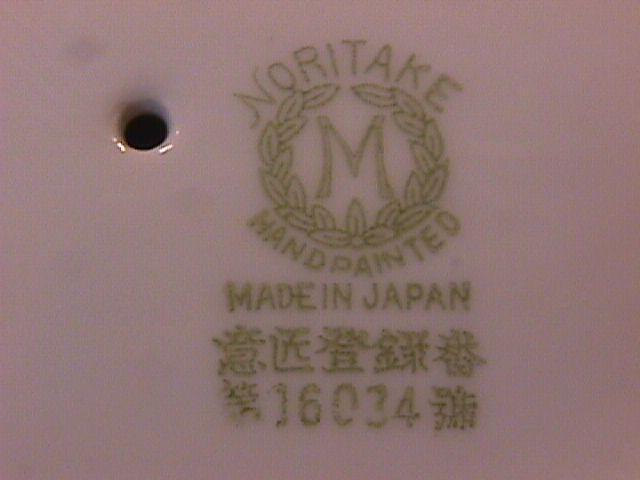 NORITAKE
M
HANDPAINTED
MADE IN JAPAN
意匠登録番
第16034號